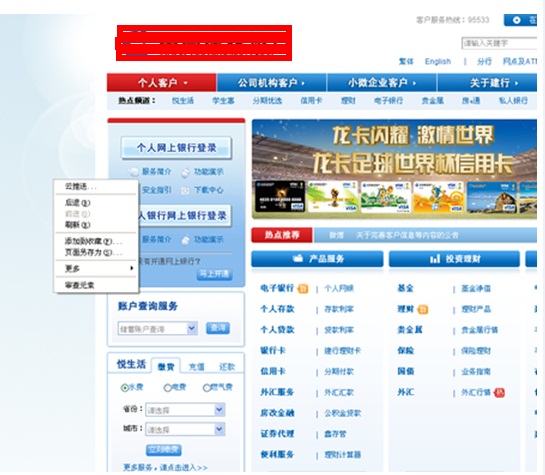 客户服务热线：95533
请输入关键字
繁体 English | 分行 网点及ATM
个人客户 公司机构客户 小微企业客户 关于建行
热点频道： 悦生活 学生惠 分期优选 信用卡 理财 电子银行 贵金属 房e通 私人银行
个人网上银行登录
服务简介 功能演示
安全指引 下载中心
人银行网上银行登录
服务简介 功能演示
没有开通网上银行？
马上开通
云推送...
后退(B)
前进(F)
刷新(R)
添加到收藏(F)...
页面另存为(A)...
更多
审查元素
龙卡闪耀 激情世界
龙卡足球世界杯信用卡
热点推荐 微博 关于完善客户信息等内容的公告
产品服务 投资理财
电子银行 | 个人网银 基金 | 基金净值
个人存款 | 存款利率 理财 | 理财产品
个人贷款 | 贷款利率 贵金属 | 贵金属行情
银行卡 | 建行理财卡 保险 | 保险理财
信用卡 | 分期付款 国债 | 业务指南
外汇服务 | 外汇汇款 外汇 | 外汇行情
房改金融 | 公积金贷款
证券代理 | 鑫存管
便利服务 | 理财计算器
账户查询服务
储蓄账户查询 查询
悦生活 缴费 充值 还款
水费 电费 燃气费
省份： 请选择
城市： 请选择
立刻缴费
更多服务，请点击进入>>